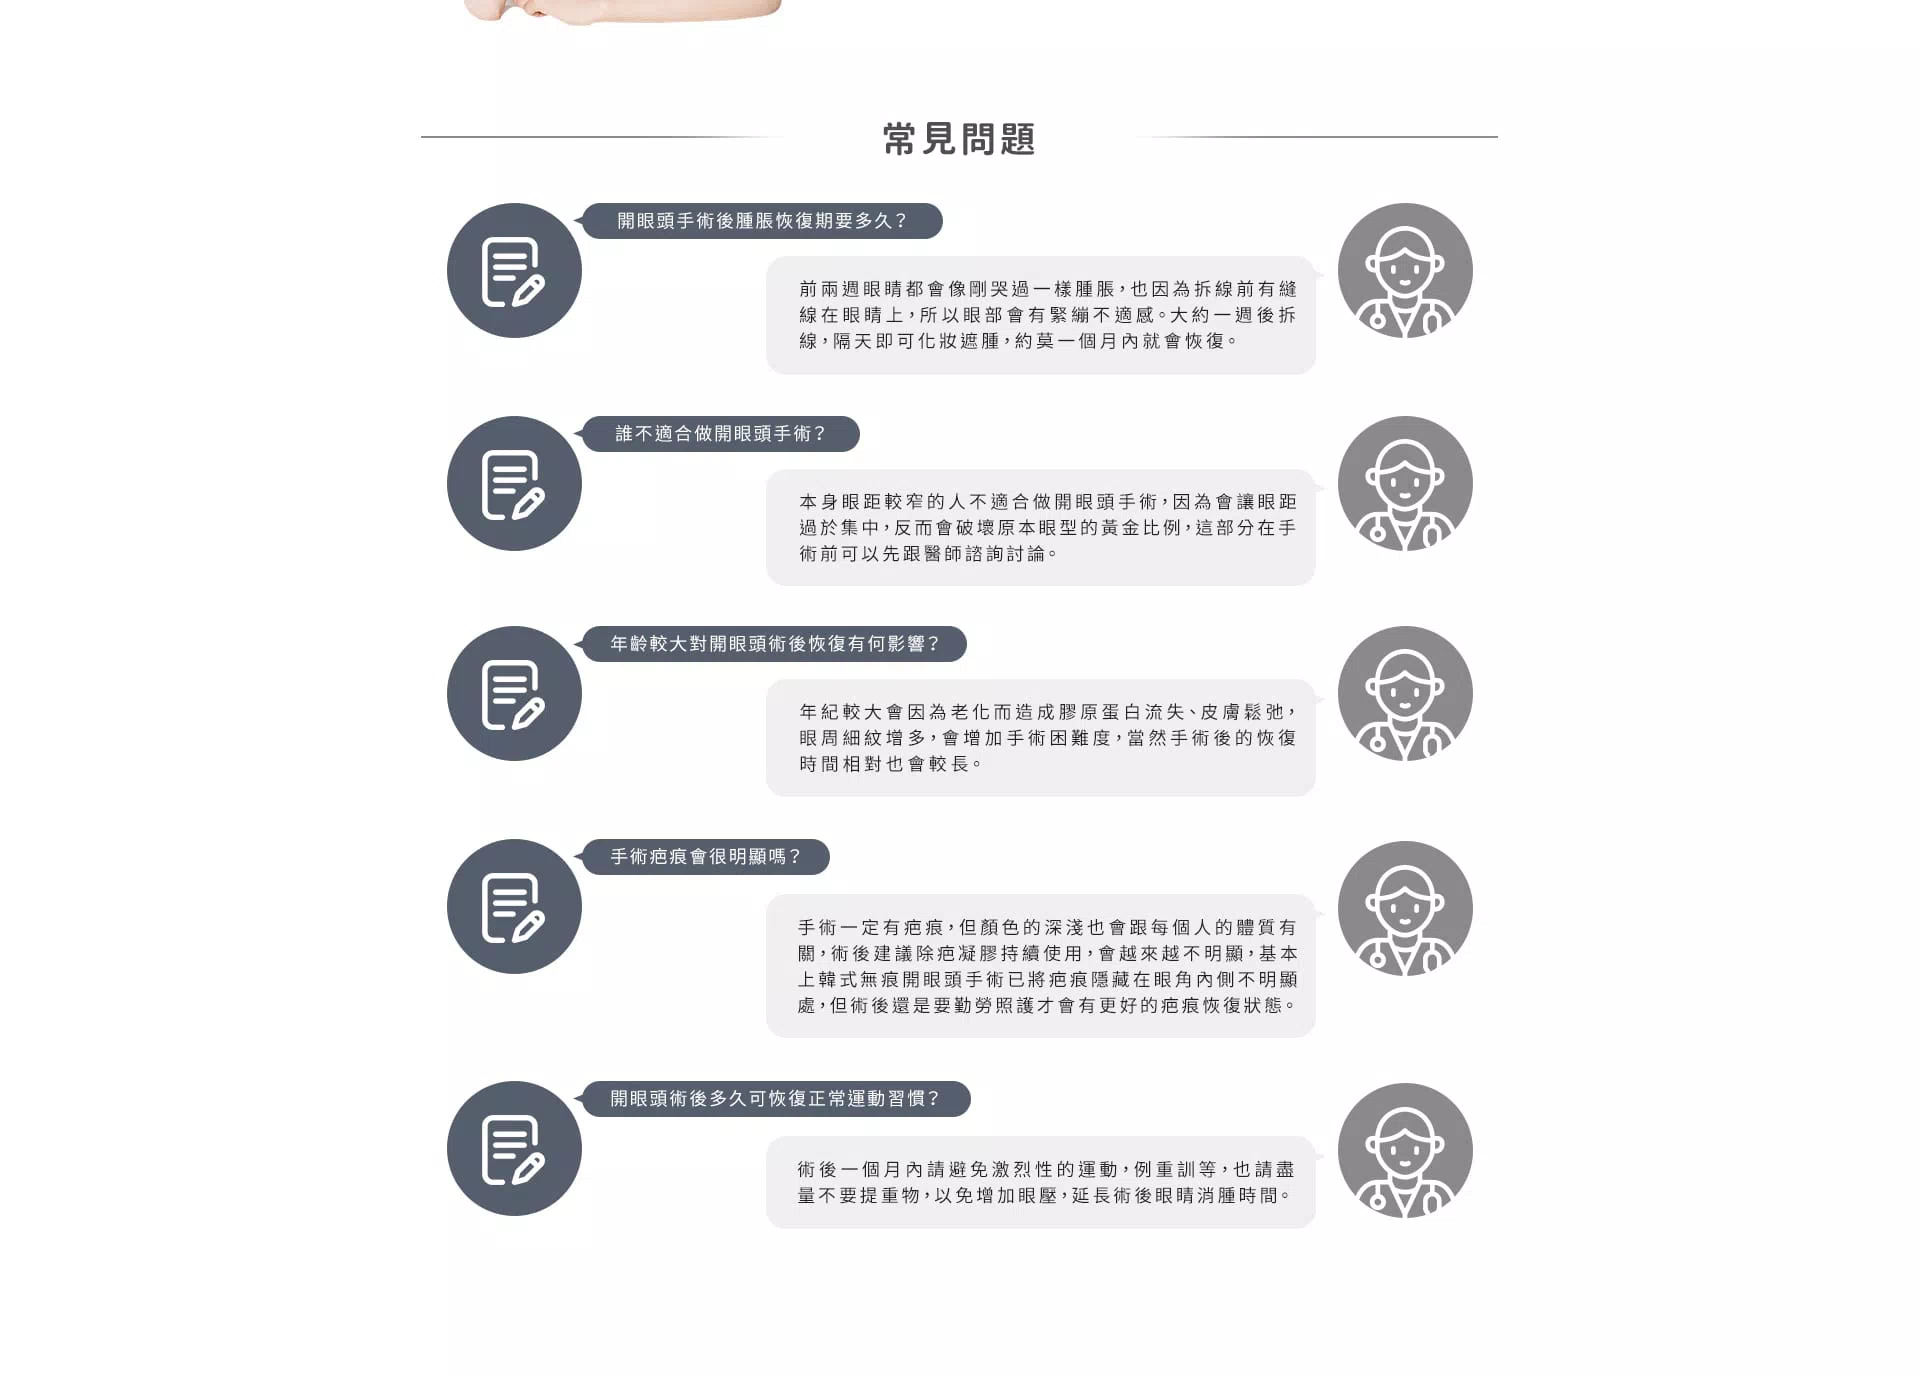 常見問題
開眼頭手術後腫脹恢復期要多久？
前兩週眼睛都會像剛哭過一樣腫脹，也因為拆線前有縫
線在眼睛上，所以眼部會有緊繃不適感。大約一週後拆
線，隔天即可化妝遮腫，約莫一個月內就會恢復。
誰不適合做開眼頭手術？
本身眼距較窄的人不適合做開眼頭手術，因為會讓眼距
過於集中，反而會破壞原本眼型的黃金比例，這部分在手
術前可以先跟醫師諮詢討論。
年齡較大對開眼頭術後恢復有何影響？
年紀較大會因為老化而造成膠原蛋白流失、皮膚鬆弛，
眼周細紋增多，會增加手術困難度，當然手術後的恢復
時間相對也會較長。
手術疤痕會很明顯嗎？
手術一定有疤痕，但顏色的深淺也會跟每個人的體質有
關，術後建議除疤凝膠持續使用，會越來越不明顯，基本
上韓式無痕開眼頭手術已將疤痕隱藏在眼角內側不明顯
處，但術後還是要勤勞照護才會有更好的疤痕恢復狀態。
開眼頭術後多久可恢復正常運動習慣？
術後一個月內請避免激烈性的運動，例重訓等，也請盡
量不要提重物，以免增加眼壓，延長術後眼睛消腫時間。